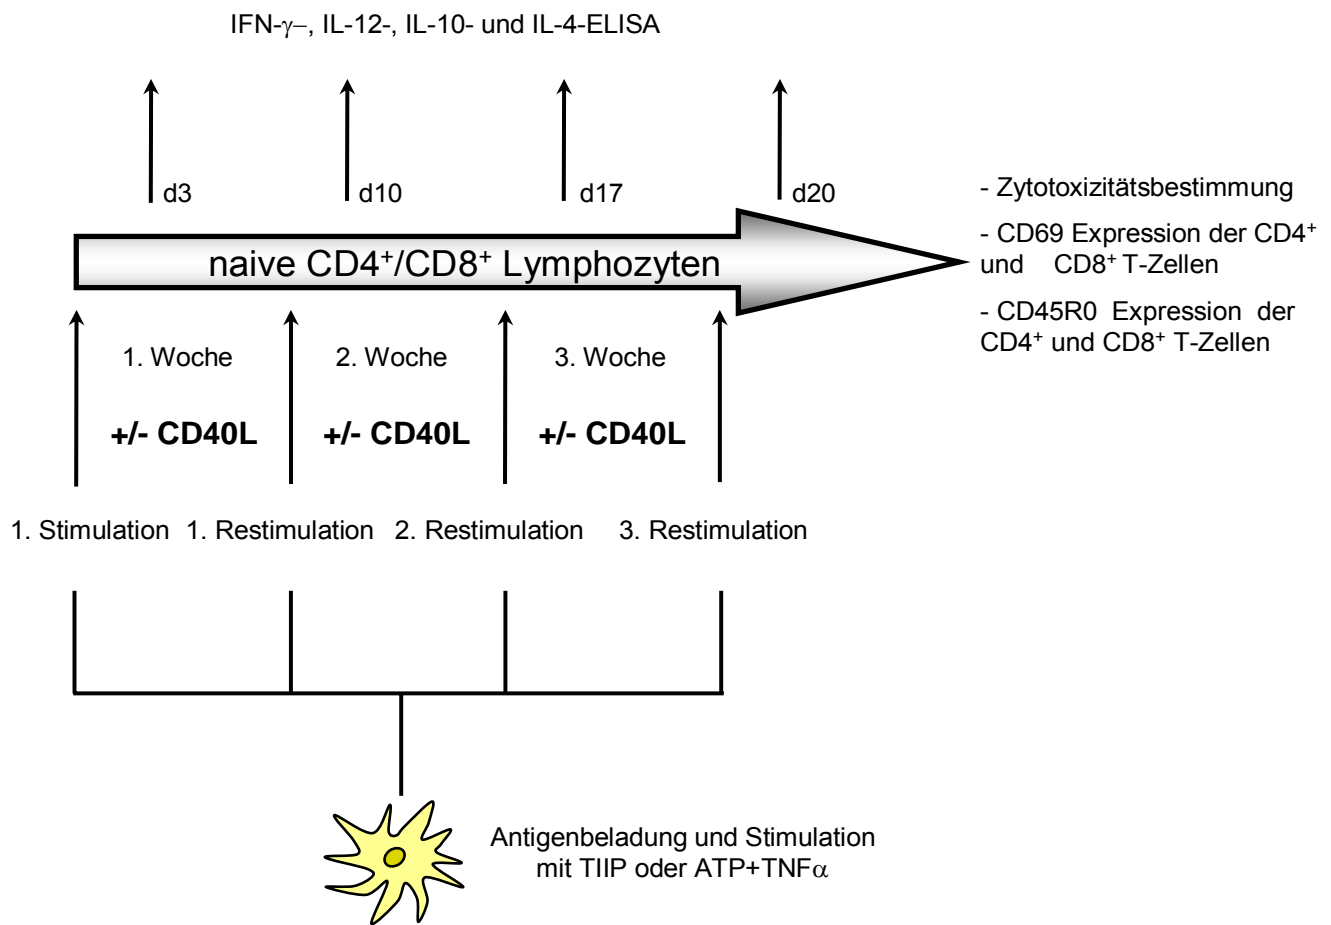 IFN-γ–, IL-12-, IL-10- und IL-4-ELISA
d3
d10
d17
d20
naive CD4⁺/CD8⁺ Lymphozyten
- Zytotoxizitätsbestimmung
- CD69 Expression der CD4⁺
und CD8⁺ T-Zellen
- CD45R0 Expression der
CD4⁺ und CD8⁺ T-Zellen
1. Woche
2. Woche
3. Woche
+/- CD40L
+/- CD40L
+/- CD40L
1. Stimulation
1. Restimulation
2. Restimulation
3. Restimulation
Antigenbeladung und Stimulation
mit TIIP oder ATP+TNFα